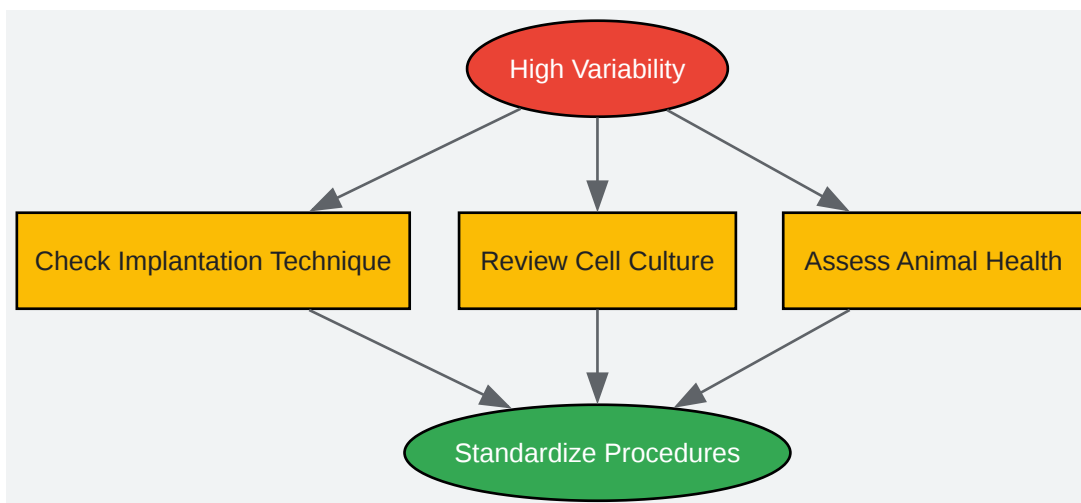 High Variability
Check Implantation Technique
Review Cell Culture
Assess Animal Health
Standardize Procedures